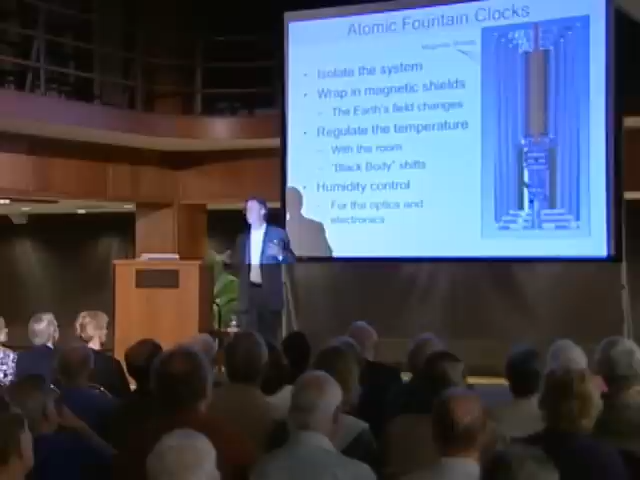 Atomic Fountain Clocks
Magnetic Shields
• Isolate the system
• Wrap in magnetic shields
– The Earth's field changes
• Regulate the temperature
– With the room
– "Black Body" shifts
• Humidity control
– For the optics and
electronics